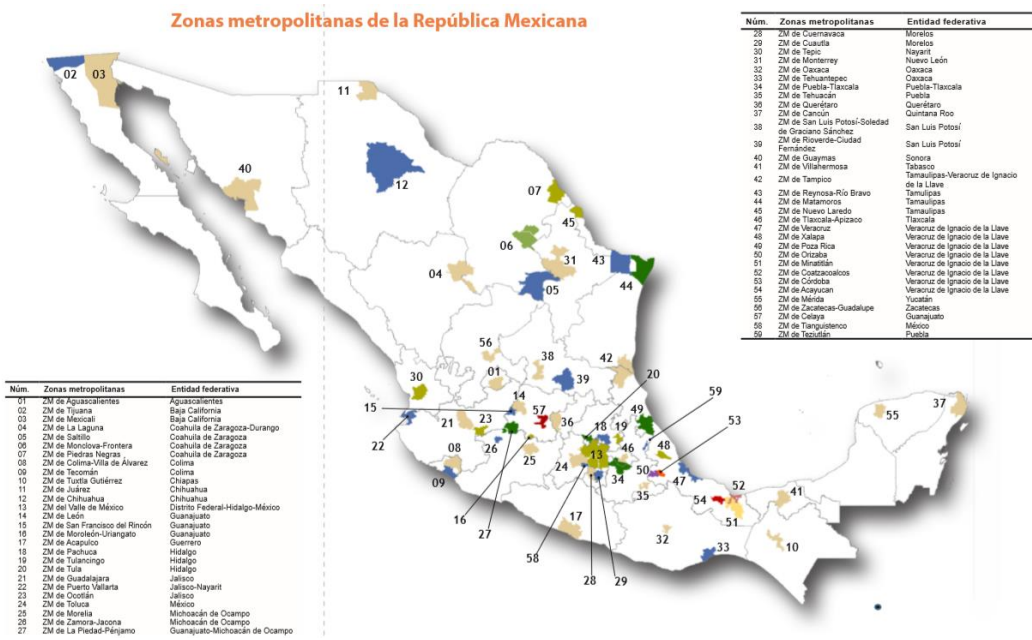 Zonas metropolitanas de la República Mexicana
Núm. Zonas metropolitanas Entidad federativa
28 ZM de Cuernavaca Morelos
29 ZM de Cuautla Morelos
30 ZM de Tepic Nayarit
31 ZM de Monterrey Nuevo León
32 ZM de Oaxaca Oaxaca
33 ZM de Tehuantepec Oaxaca
34 ZM de Puebla-Tlaxcala Puebla-Tlaxcala
35 ZM de Tehuacán Puebla
36 ZM de Querétaro Querétaro
37 ZM de Cancún Quintana Roo
38 ZM de San Luis Potosí-Soledad de Graciano Sánchez San Luis Potosí
39 ZM de Rioverde-Ciudad Fernández San Luis Potosí
40 ZM de Guaymas Sonora
41 ZM de Villahermosa Tabasco
42 ZM de Tampico Tamaulipas-Veracruz de Ignacio de la Llave
43 ZM de Reynosa-Río Bravo Tamulipas
44 ZM de Matamoros Tamaulipas
45 ZM de Nuevo Laredo Tamulipas
46 ZM de Tlaxcala-Apizaco Tlaxcala
47 ZM de Veracruz Veracruz de Ignacio de la Llave
48 ZM de Xalapa Veracruz de Ignacio de la Llave
49 ZM de Poza Rica Veracruz de Ignacio de la Llave
50 ZM de Orizaba Veracruz de Ignacio de la Llave
51 ZM de Minatitlán Veracruz de Ignacio de la Llave
52 ZM de Coatzacoalcos Veracruz de Ignacio de la Llave
53 ZM de Córdoba Veracruz de Ignacio de la Llave
54 ZM de Acayucan Veracruz de Ignacio de la Llave
55 ZM de Mérida Yucatán
56 ZM de Zacatecas-Guadalupe Zacatecas
57 ZM de Celaya Guanajuato
58 ZM de Tianguistenco México
59 ZM de Teziutlán Puebla
02
03
11
40
12
07
45
06
31
43
04
05
44
56
38
42
20
30
01
39
59
15
14
57
49
53
21
23
36
18
19
22
26
13
46
48
55
37
08
25
24
50
47
52
09
34
54
41
35
16
17
51
27
32
10
58
33
28
29
Núm. Zonas metropolitanas Entidad federativa
01 ZM de Aguascalientes Aguascalientes
02 ZM de Tijuana Baja California
03 ZM de Mexicali Baja California
04 ZM de La Laguna Coahuila de Zaragoza-Durango
05 ZM de Saltillo Coahuila de Zaragoza
06 ZM de Monclova-Frontera Coahuila de Zaragoza
07 ZM de Piedras Negras Coahuila de Zaragoza
08 ZM de Colima-Villa de Álvarez Colima
09 ZM de Tecomán Colima
10 ZM de Tuxtla Gutiérrez Chiapas
11 ZM de Juárez Chihuahua
12 ZM de Chihuahua Chihuahua
13 ZM del Valle de México Distrito Federal-Hidalgo-México
14 ZM de León Guanajuato
15 ZM de San Francisco del Rincón Guanajuato
16 ZM de Moroleón-Uriangato Guanajuato
17 ZM de Acapulco Guerrero
18 ZM de Pachuca Hidalgo
19 ZM de Tulancingo Hidalgo
20 ZM de Tula Hidalgo
21 ZM de Guadalajara Jalisco
22 ZM de Puerto Vallarta Jalisco-Nayarit
23 ZM de Ocotlán Jalisco
24 ZM de Toluca México
25 ZM de Morelia Michoacán de Ocampo
26 ZM de Zamora-Jacona Michoacán de Ocampo
27 ZM de La Piedad-Pénjamo Guanajuato-Michoacán de Ocampo